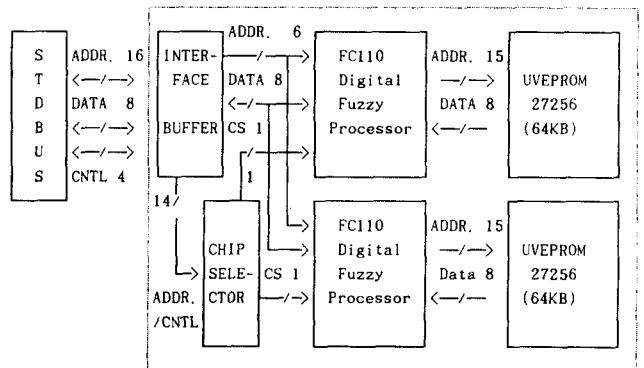 ADDR. 6
S ADDR. 16 INTER- FC110 ADDR. 15
T FACE DATA 8 Digital UVEPROM
D DATA 8 Fuzzy DATA 8 27256
B BUFFER CS 1 Processor (64KB)
U
S CNTL 4 1
14/
FC110 ADDR. 15
CHIP Digital UVEPROM
SELE- CS 1 Fuzzy Data 8 27256
ADDR. CTOR Processor (64KB)
/CNTL